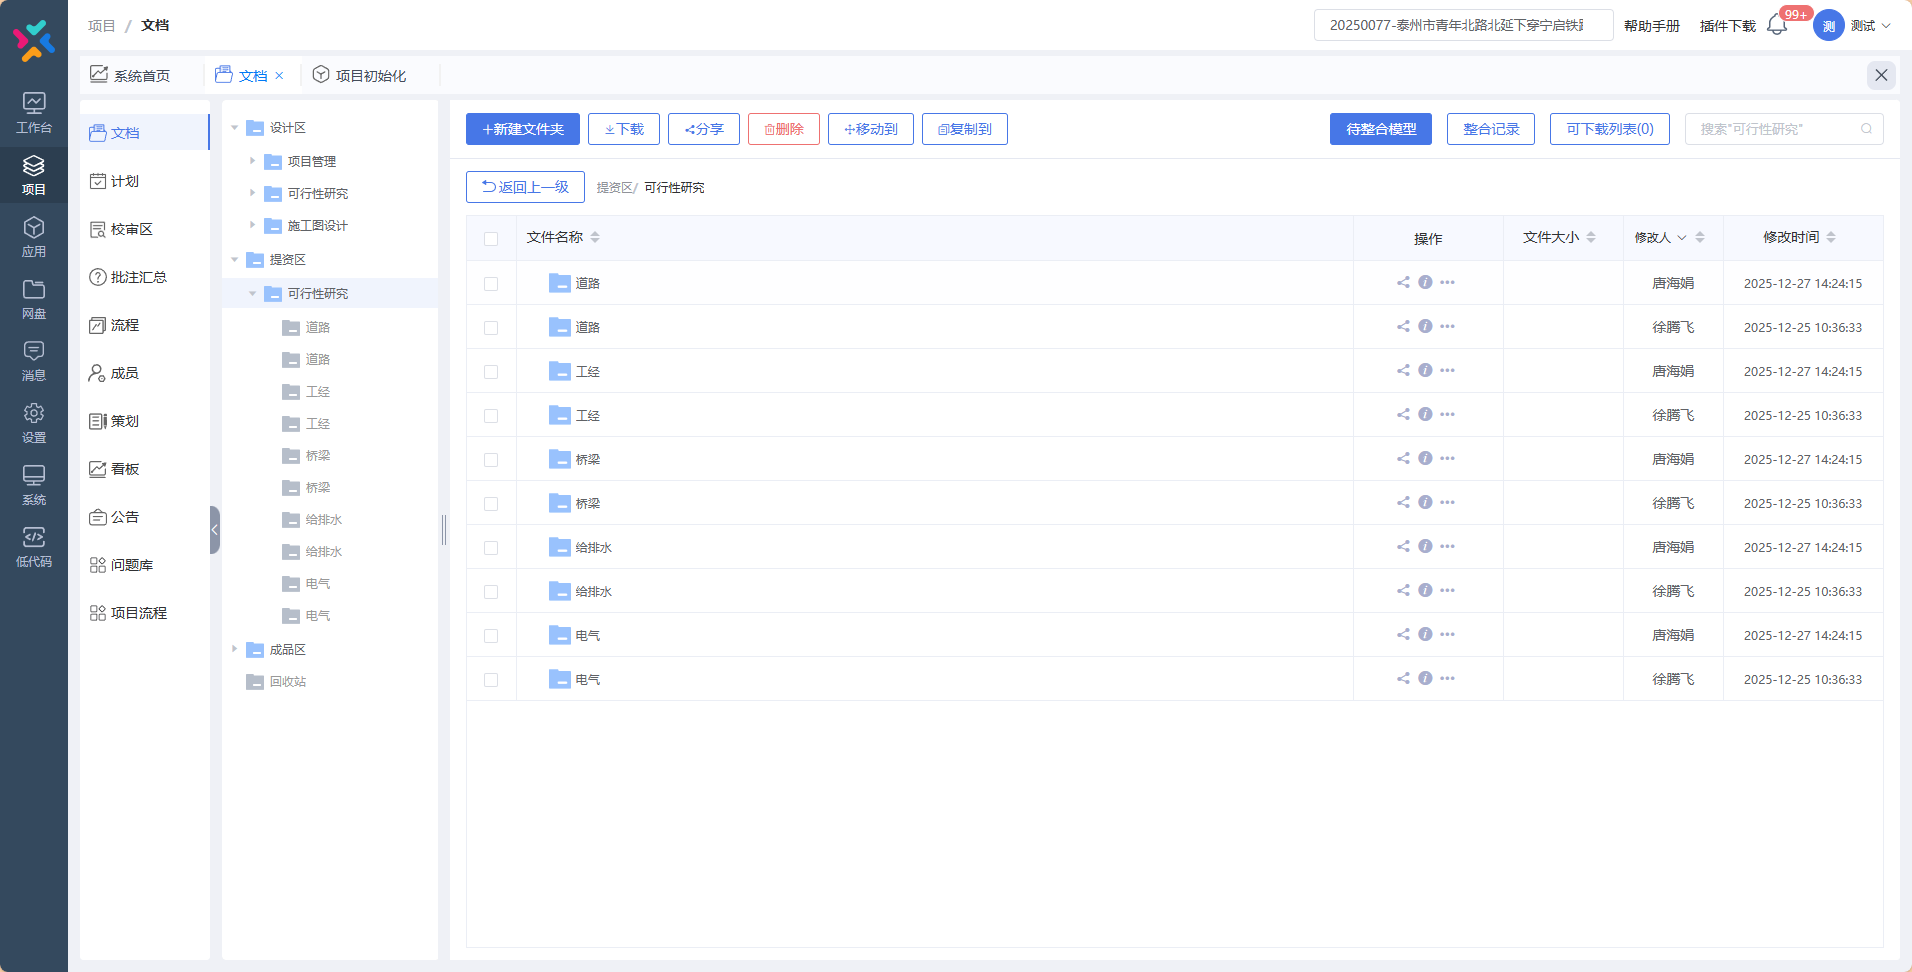 项目 / 文档
20250077-泰州市青年北路北延下穿宁启铁路
帮助手册
插件下载
99+
测
测试
工作台
项目
应用
网盘
消息
设置
系统
低代码
系统首页
文档
项目初始化
文档
计划
校审区
批注汇总
流程
成员
策划
看板
公告
问题库
项目流程
设计区
项目管理
可行性研究
施工图设计
提资区
可行性研究
道路
道路
工经
工经
桥梁
桥梁
给排水
给排水
电气
电气
成品区
回收站
新建文件夹 下载 分享 删除 移动到 复制到 待整合模型 整合记录 可下载列表(0) 搜索"可行性研究"
返回上一级 提资区/ 可行性研究
文件名称 操作 文件大小 修改人 修改时间
道路 唐海娟 2025-12-27 14:24:15
道路 徐腾飞 2025-12-25 10:36:33
工经 唐海娟 2025-12-27 14:24:15
工经 徐腾飞 2025-12-25 10:36:33
桥梁 唐海娟 2025-12-27 14:24:15
桥梁 徐腾飞 2025-12-25 10:36:33
给排水 唐海娟 2025-12-27 14:24:15
给排水 徐腾飞 2025-12-25 10:36:33
电气 唐海娟 2025-12-27 14:24:15
电气 徐腾飞 2025-12-25 10:36:33